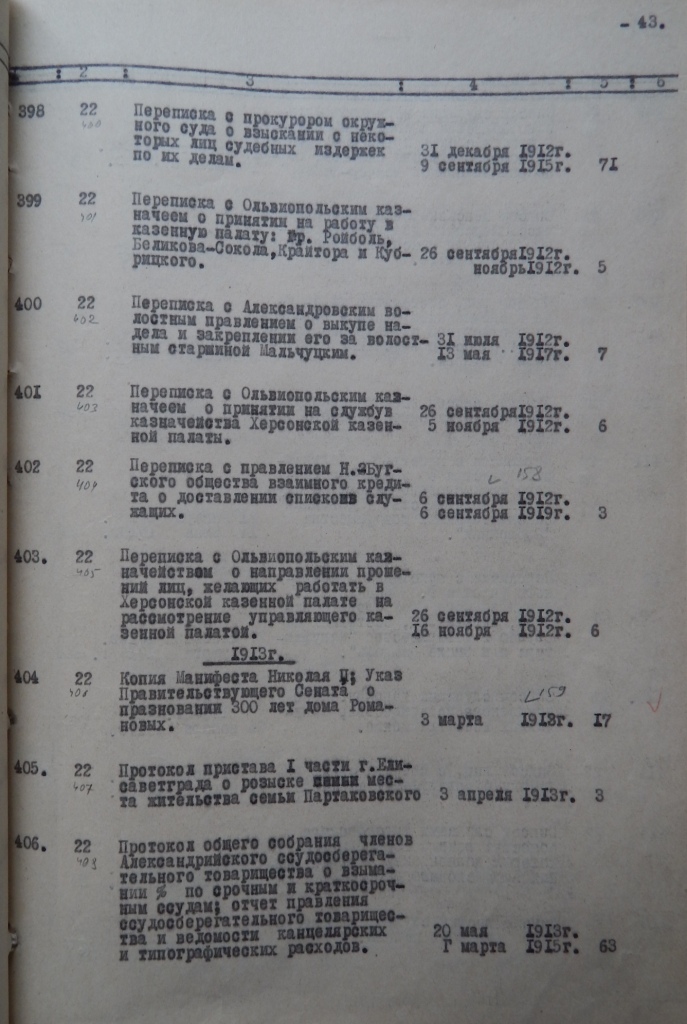 - 43.
: 2 : 3 : 4 : 5 : 6
398 22 Переписка с прокурором окруж-
400 ного суда о взыскании с неко-
торых лиц судебных издержек 31 декабря 1912г.
по их делам. 9 сентября 1915г. 71
399 22 Переписка с Ольвиопольским каз-
401 начеем о принятии на работу в
казенную палату: Гр. Ройболь,
Беликова-Сокола, Крайтора и Куб- 26 сентября 1912г.
рицкого. ноябрь 1912г. 5
400 22 Переписка с Александровским во-
402 лостным правлением о выкупе на-
дела и закреплении его за волост- 31 июля 1912г.
ным старшиной Мальчуцким. 13 мая 1917г. 7
401 22 Переписка с Ольвиопольским каз-
403 начеем о принятии на службув 26 сентября 1912г.
казначейства Херсонской казен- 5 ноября 1912г. 6
ной палаты.
402 22 Переписка с правлением Н.Буг- 158
404 ского общества взаимного креди-
та о доставлении списков слу- 6 сентября 1912г.
жащих. 6 сентября 1919г. 3
403. 22 Переписка с Ольвиопольским каз-
405 начейством о направлении проше-
ний лиц, желающих работать в
Херсонской казенной палате на
рассмотрение управляющего ка- 26 сентября 1912г.
зенной палатой. 16 ноября 1912г. 6
1913г.
404 22 Копия Манифеста Николая П; Указ
406 Правительствующего Сената о 159
празновании 300 лет дома Рома-
новых. 3 марта 1913г. 17
405. 22 Протокол пристава I части г.Ели-
407 саветграда о розыске мес-
та жительства семьи Партаковского 3 апреля 1913г. 3
406. 22 Протокол общего собрания членов
408 Александрийского ссудосберега-
тельного товарищества о взыма-
нии % по срочным и краткосроч-
ным ссудам; отчет правления
ссудосберегательного товарищес-
тва и ведомости канцелярских 20 мая 1913г.
и типографических расходов. I марта 1915г. 63